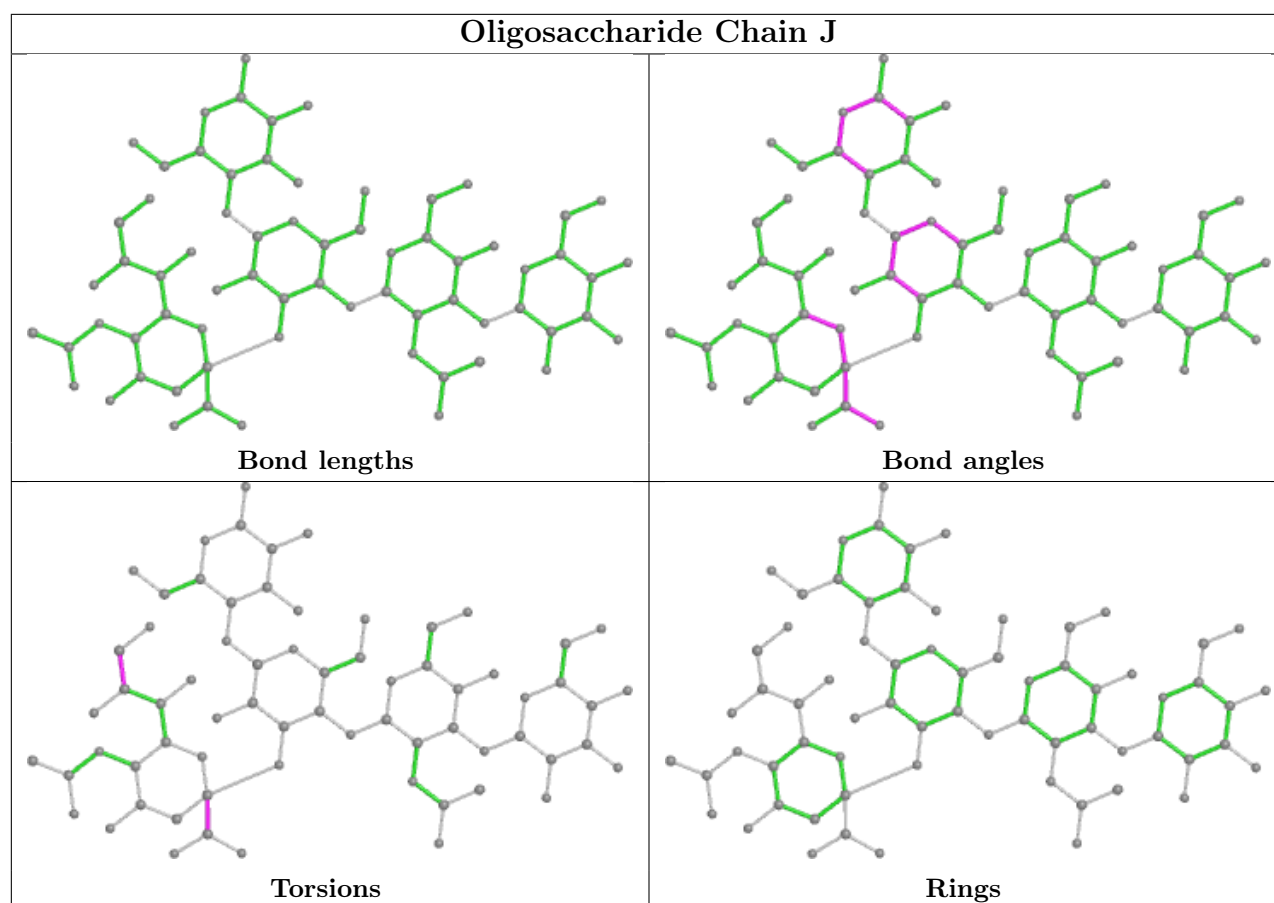 Oligosaccharide Chain J
Bond lengths
Bond angles
Torsions
Rings